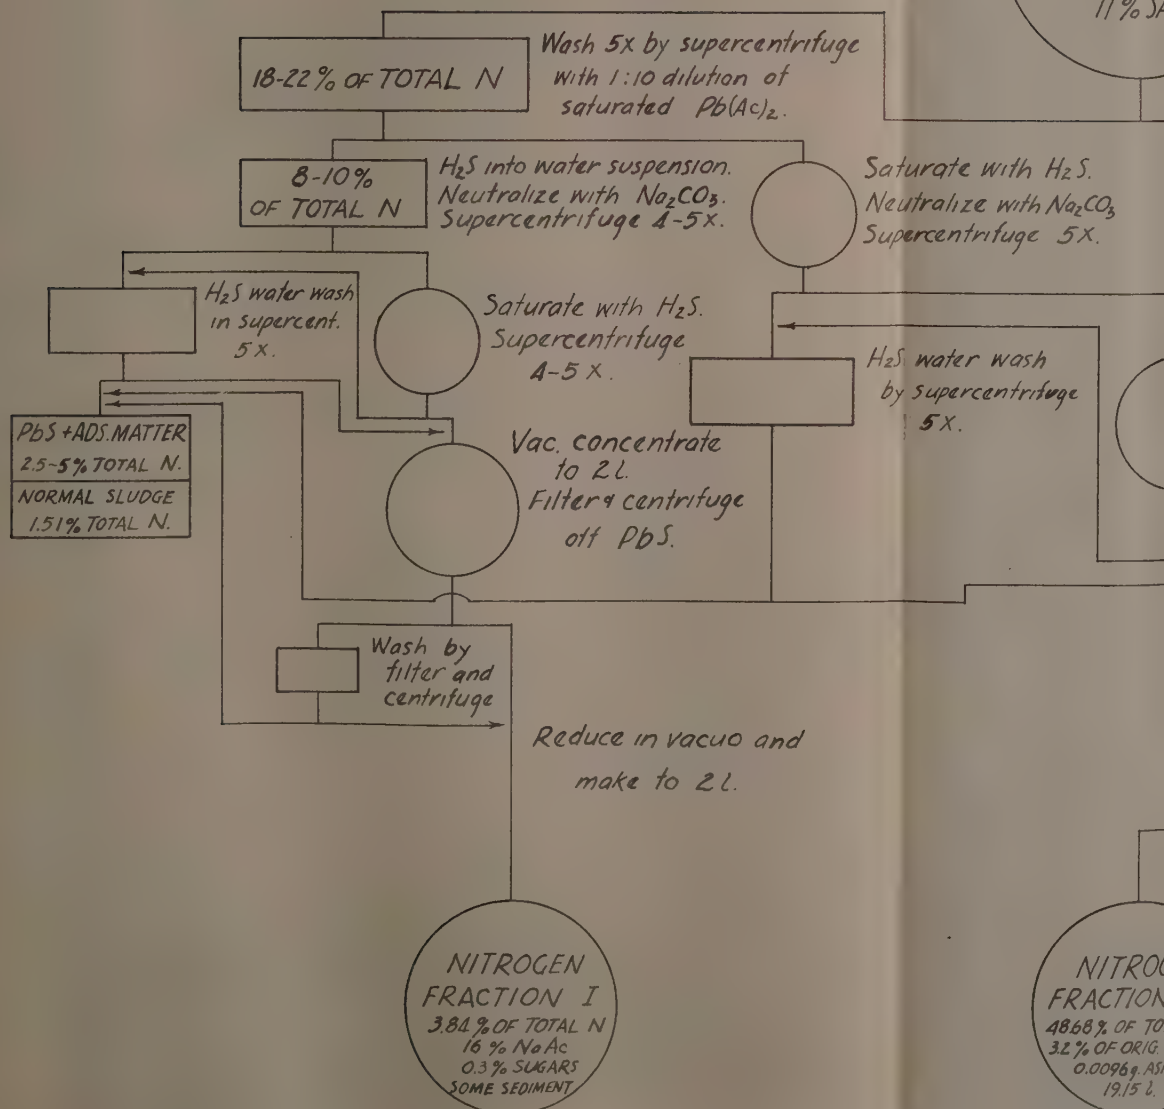 11% SA
18-22% OF TOTAL N
Wash 5x by supercentrifuge
with 1:10 dilution of
saturated Pb(Ac)₂.
8-10%
OF TOTAL N
H₂S into water suspension.
Neutralize with Na₂CO₃.
Supercentrifuge 4-5x.
Saturate with H₂S.
Neutralize with Na₂CO₃
Supercentrifuge 5x.
H₂S water wash
in supercent.
5x.
Saturate with H₂S.
Supercentrifuge
4-5x.
H₂S water wash
by supercentrifuge
5x.
PbS + ADS. MATTER
2.5-5% TOTAL N.
NORMAL SLUDGE
1.51% TOTAL N.
Vac. concentrate
to 2 l.
Filter & centrifuge
off PbS.
Wash by
filter and
centrifuge
Reduce in vacuo and
make to 2 l.
NITROGEN
FRACTION I
3.84% OF TOTAL N
16% NaAc
0.3% SUGARS
SOME SEDIMENT
NITROG
FRACTION
48.68% OF TO
3.2% OF ORIG.
0.0096g. AS
19.15 l.